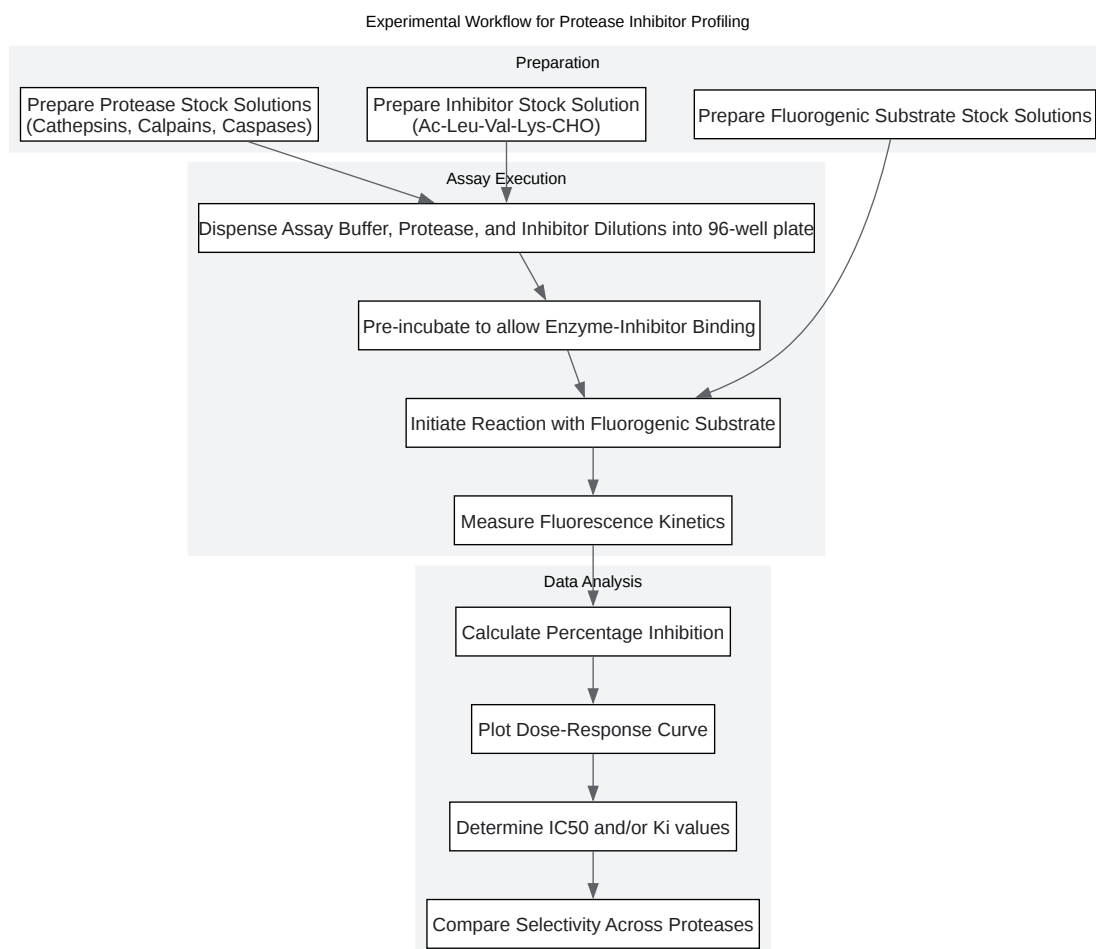 Experimental Workflow for Protease Inhibitor Profiling
Preparation
Prepare Protease Stock Solutions
(Cathepsins, Calpains, Caspases)
Prepare Inhibitor Stock Solution
(Ac-Leu-Val-Lys-CHO)
Prepare Fluorogenic Substrate Stock Solutions
Assay Execution
Dispense Assay Buffer, Protease, and Inhibitor Dilutions into 96-well plate
Pre-incubate to allow Enzyme-Inhibitor Binding
Initiate Reaction with Fluorogenic Substrate
Measure Fluorescence Kinetics
Data Analysis
Calculate Percentage Inhibition
Plot Dose-Response Curve
Determine IC50 and/or Ki values
Compare Selectivity Across Proteases